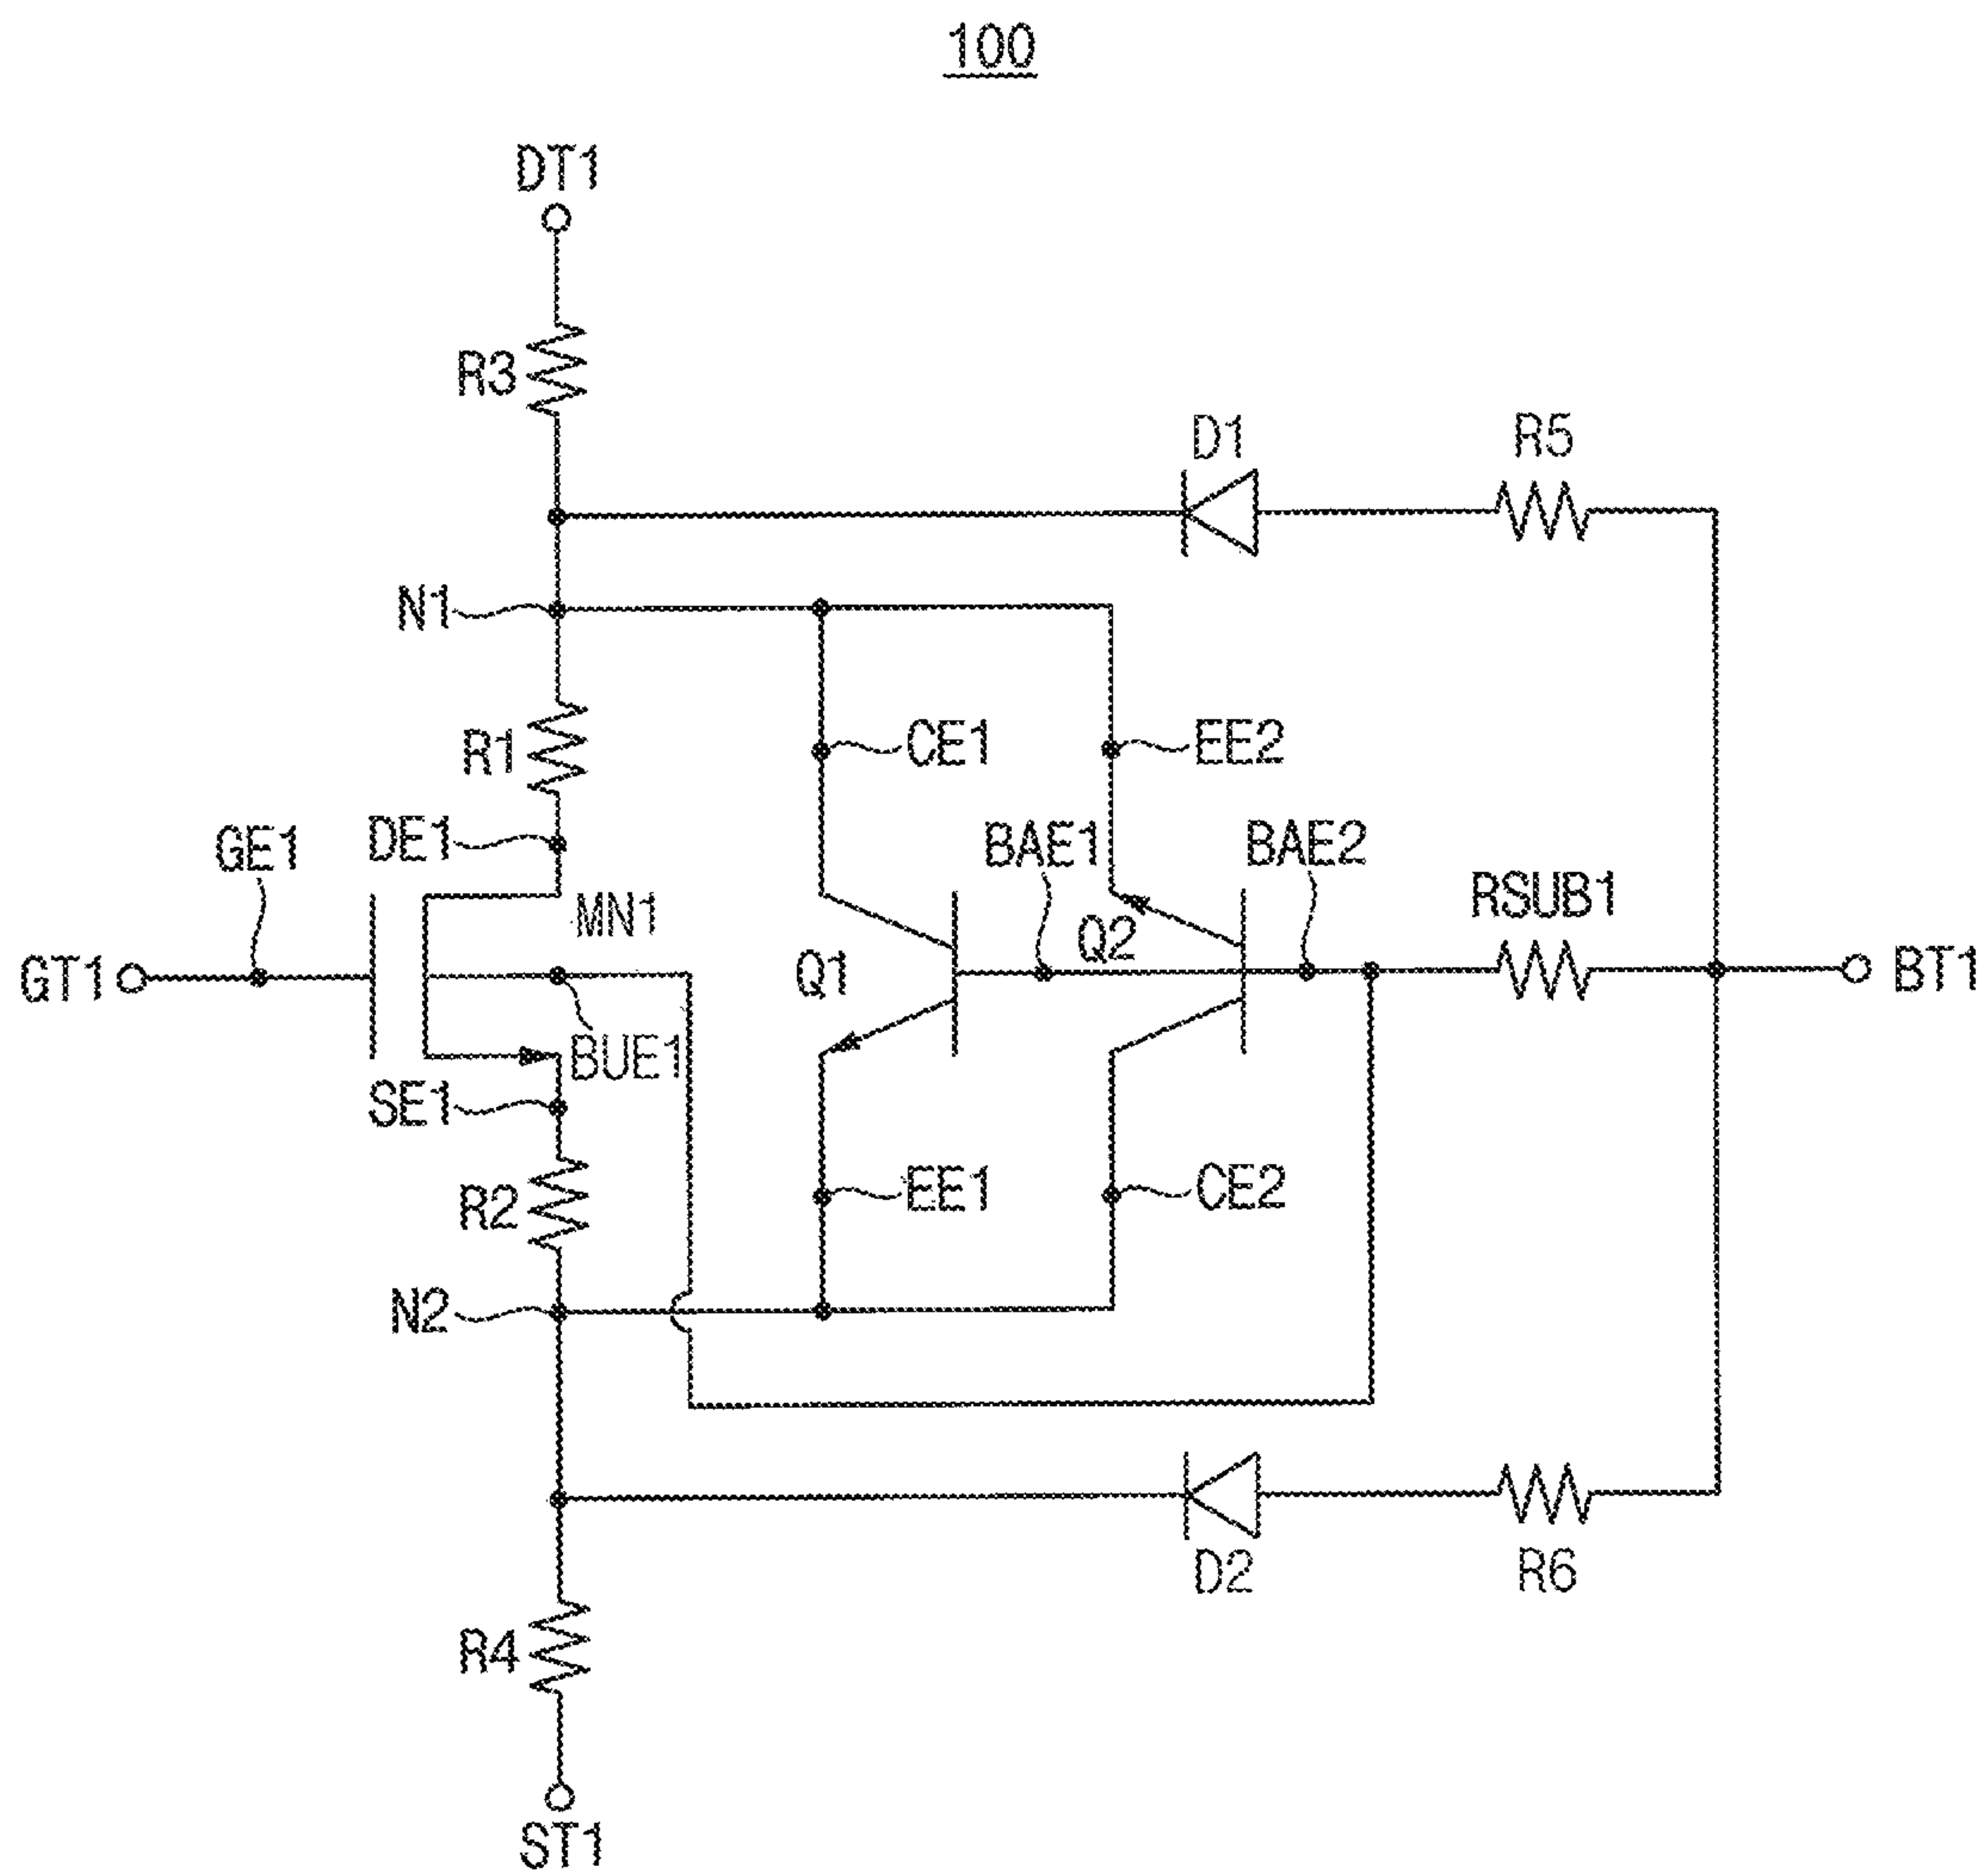 100
DT1
R3
D1
R5
N1
R1
CE1
EE2
GE1
DE1
BAE1
BAE2
RSUB1
MN1
Q2
GT1
Q1
BT1
BUE1
SE1
R2
EE1
CE2
N2
D2
R6
R4
ST1